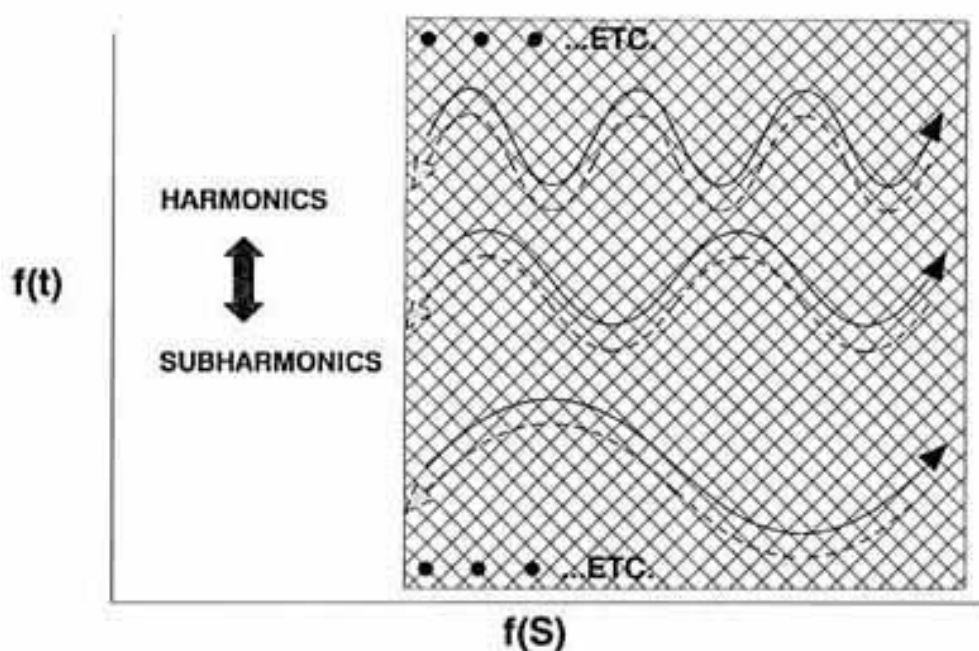 ...ETC.
HARMONICS
f(t)
SUBHARMONICS
...ETC.
f(S)